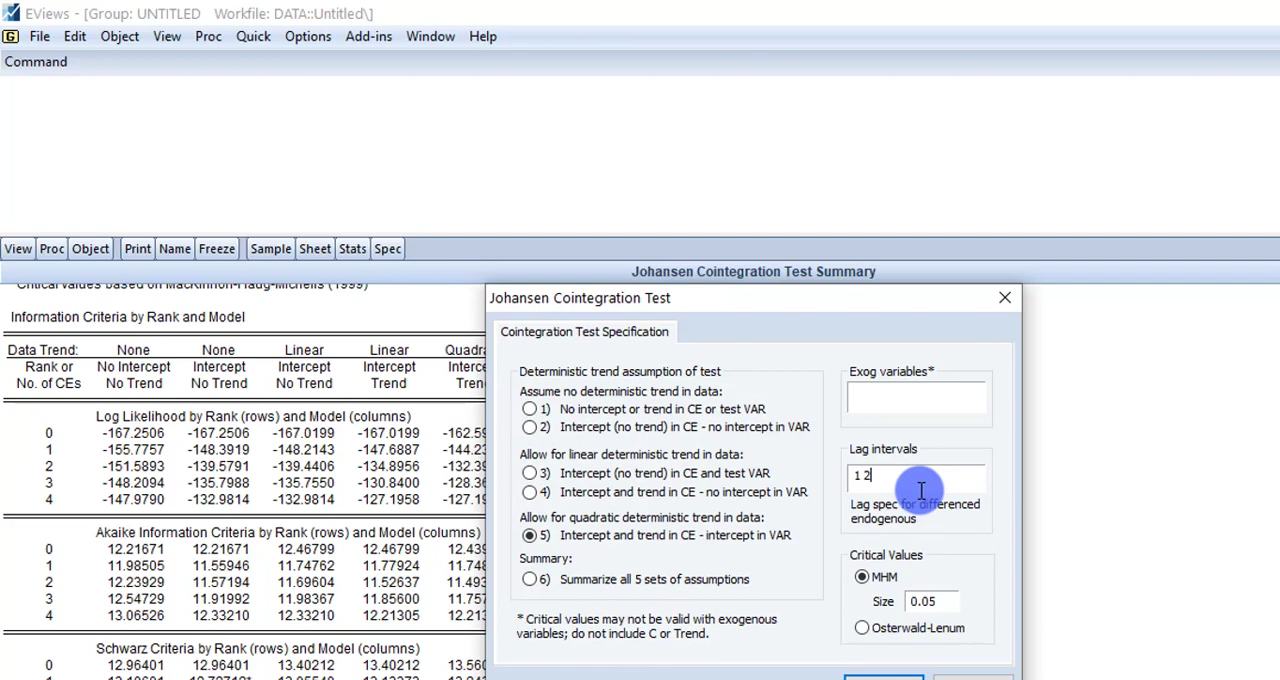 EViews - [Group: UNTITLED Workfile: DATA::Untitled\]
File Edit Object View Proc Quick Options Add-ins Window Help
Command
View Proc Object Print Name Freeze Sample Sheet Stats Spec
Johansen Cointegration Test Summary
Critical values based on MacKinnon-Haug-Michelis (1999)
Information Criteria by Rank and Model
Data Trend: None None Linear Linear
Rank or No Intercept Intercept Intercept Intercept
No. of CEs No Trend No Trend No Trend Trend
Log Likelihood by Rank (rows) and Model (columns)
0 -167.2506 -167.2506 -167.0199 -167.0199
1 -155.7757 -148.3919 -148.2143 -147.6887
2 -151.5893 -139.5791 -139.4406 -134.8956
3 -148.2094 -135.7988 -135.7550 -130.8400
4 -147.9790 -132.9814 -132.9814 -127.1958
Akaike Information Criteria by Rank (rows) and Model (columns)
0 12.21671 12.21671 12.46799 12.46799
1 11.98505 11.55946 11.74762 11.77924
2 12.23929 11.57194 11.69604 11.52637
3 12.54729 11.91992 11.98367 11.85600
4 13.06526 12.33210 12.33210 12.21305
Schwarz Criteria by Rank (rows) and Model (columns)
0 12.96401 12.96401 13.40212 13.40212
Johansen Cointegration Test
Cointegration Test Specification
Deterministic trend assumption of test
Assume no deterministic trend in data:
1) No intercept or trend in CE or test VAR
2) Intercept (no trend) in CE - no intercept in VAR
Allow for linear deterministic trend in data:
3) Intercept (no trend) in CE and test VAR
4) Intercept and trend in CE - no intercept in VAR
Allow for quadratic deterministic trend in data:
5) Intercept and trend in CE - intercept in VAR
Summary:
6) Summarize all 5 sets of assumptions
* Critical values may not be valid with exogenous
variables; do not include C or Trend.
Exog variables*
Lag intervals
1 2
Lag spec for differenced
endogenous
Critical Values
MHM
Size 0.05
Osterwald-Lenum